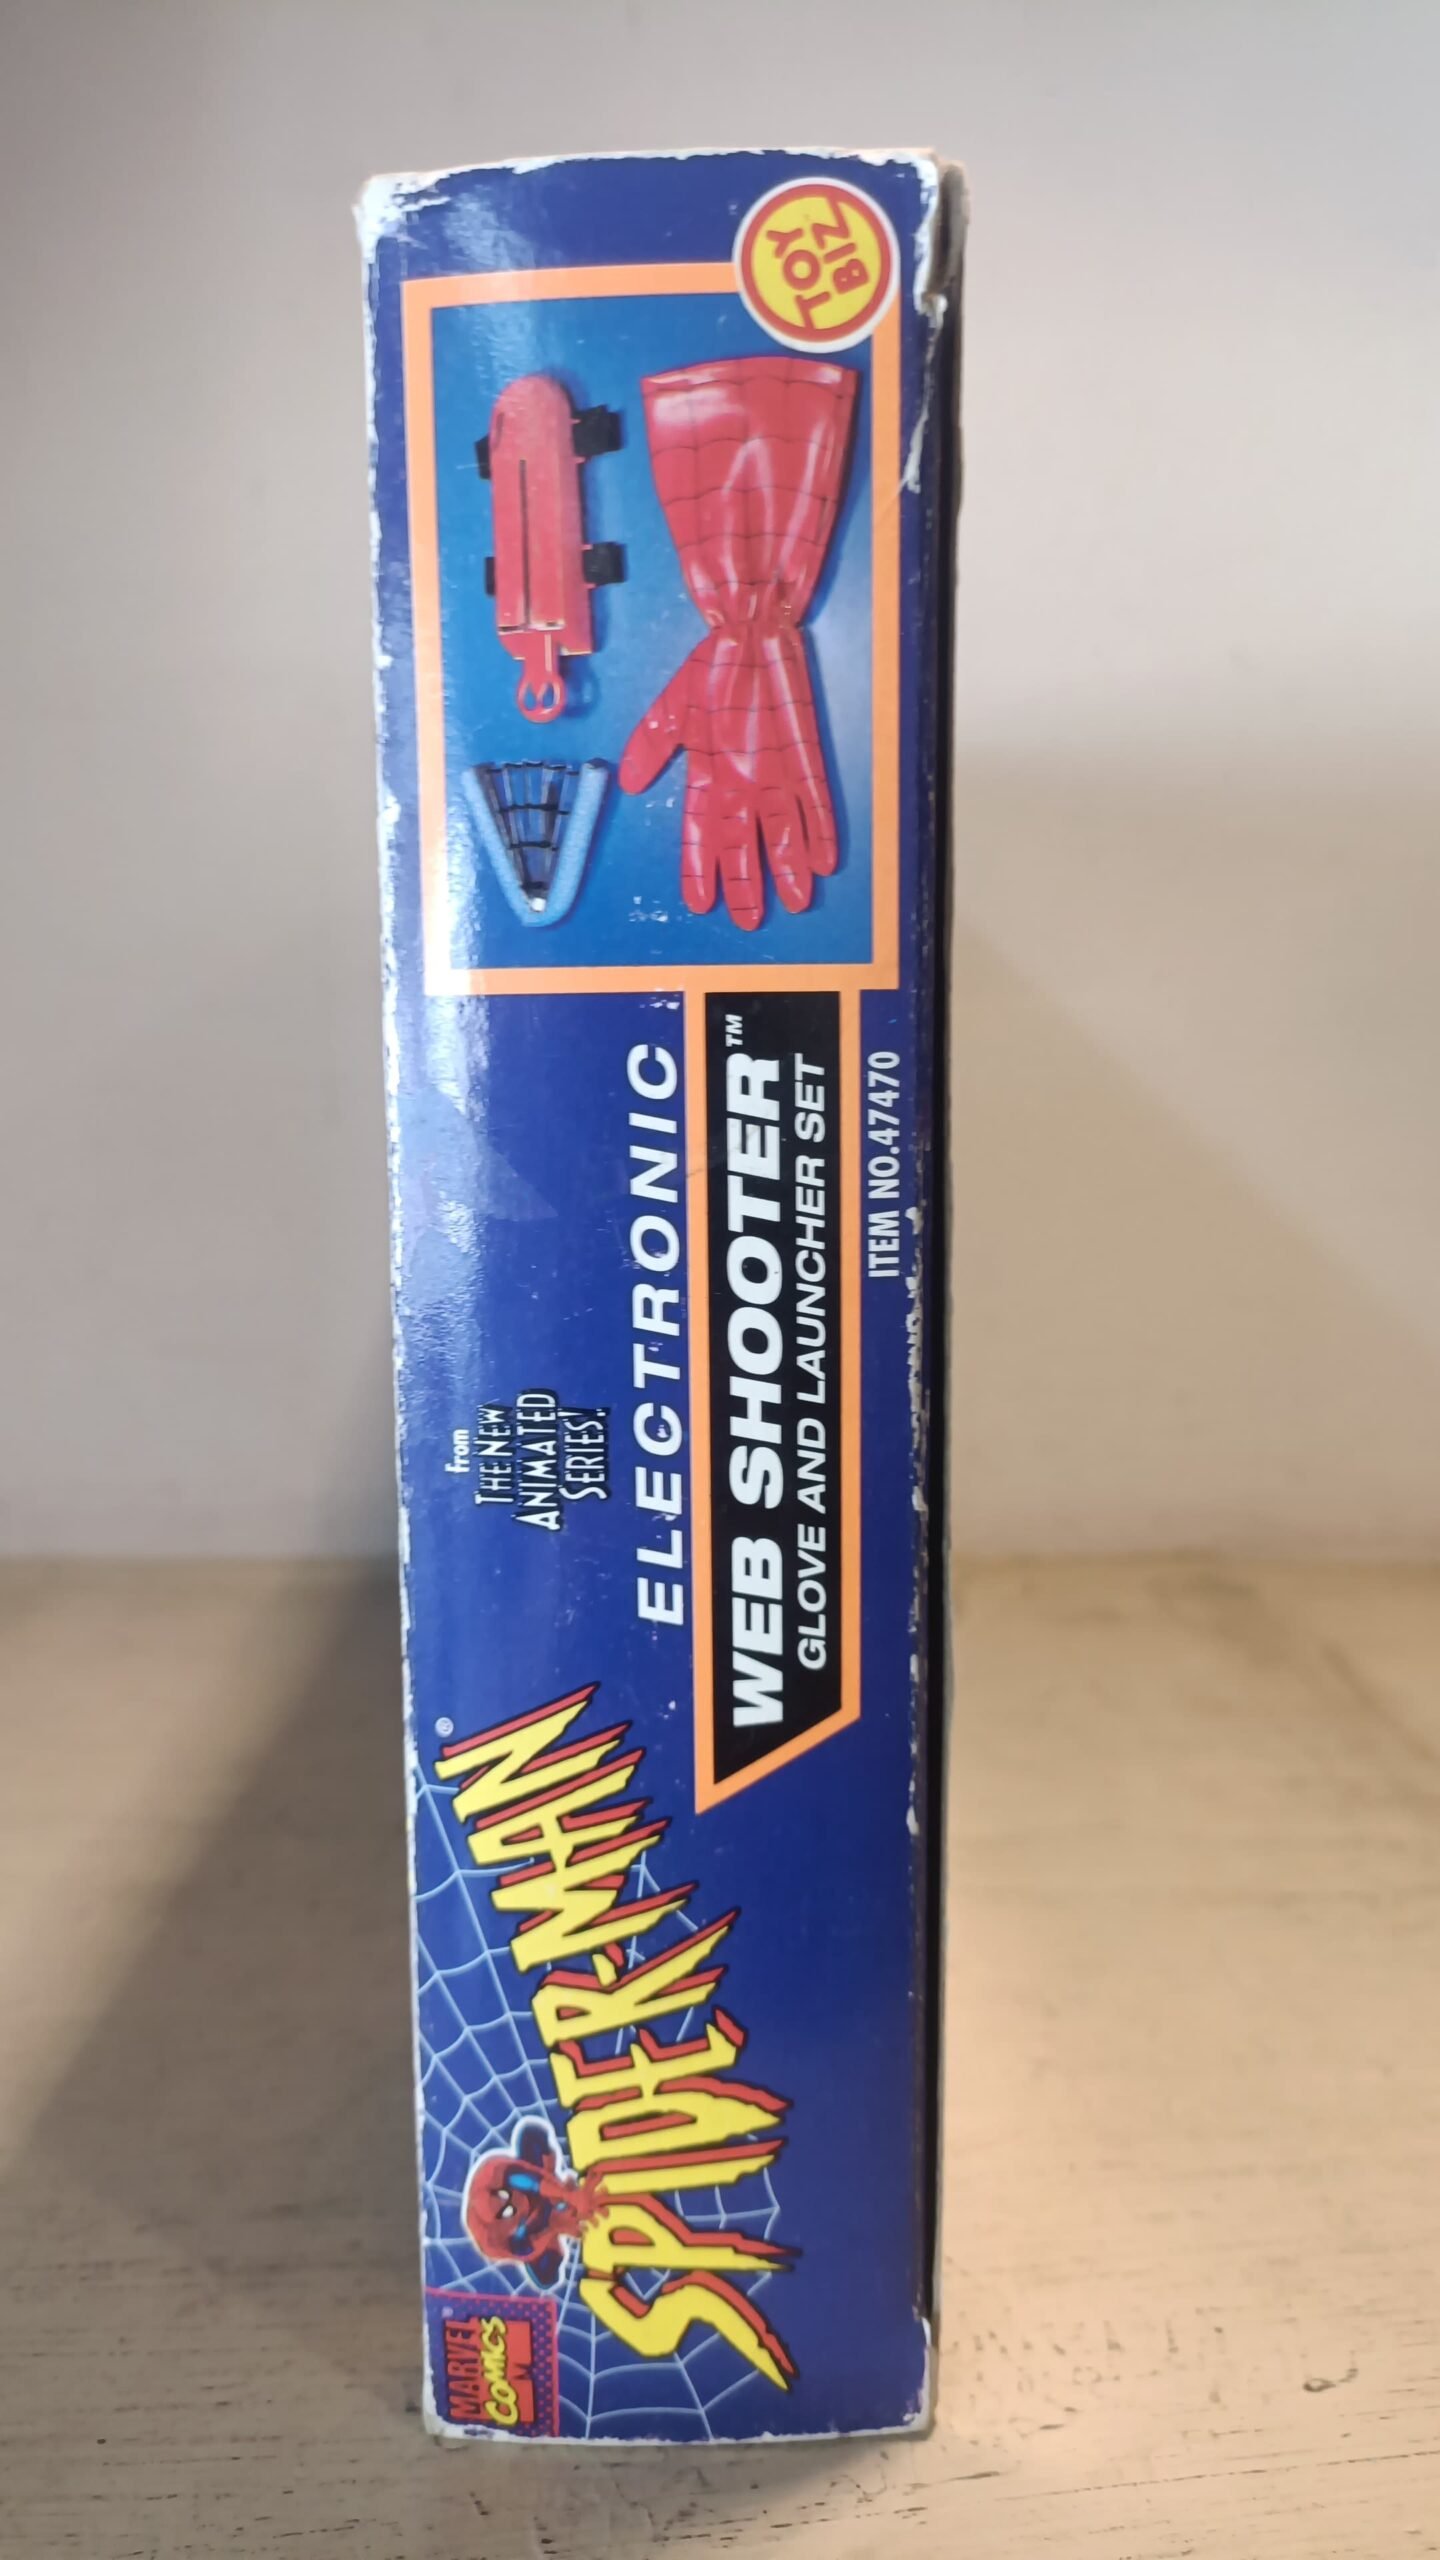 MARVEL
COMICS
M
SPIDER-MAN®
from
THE NEW
ANIMATED
SERIES!
ELECTRONIC
WEB SHOOTER™
GLOVE AND LAUNCHER SET
ITEM NO.47470
TOY
BIZ